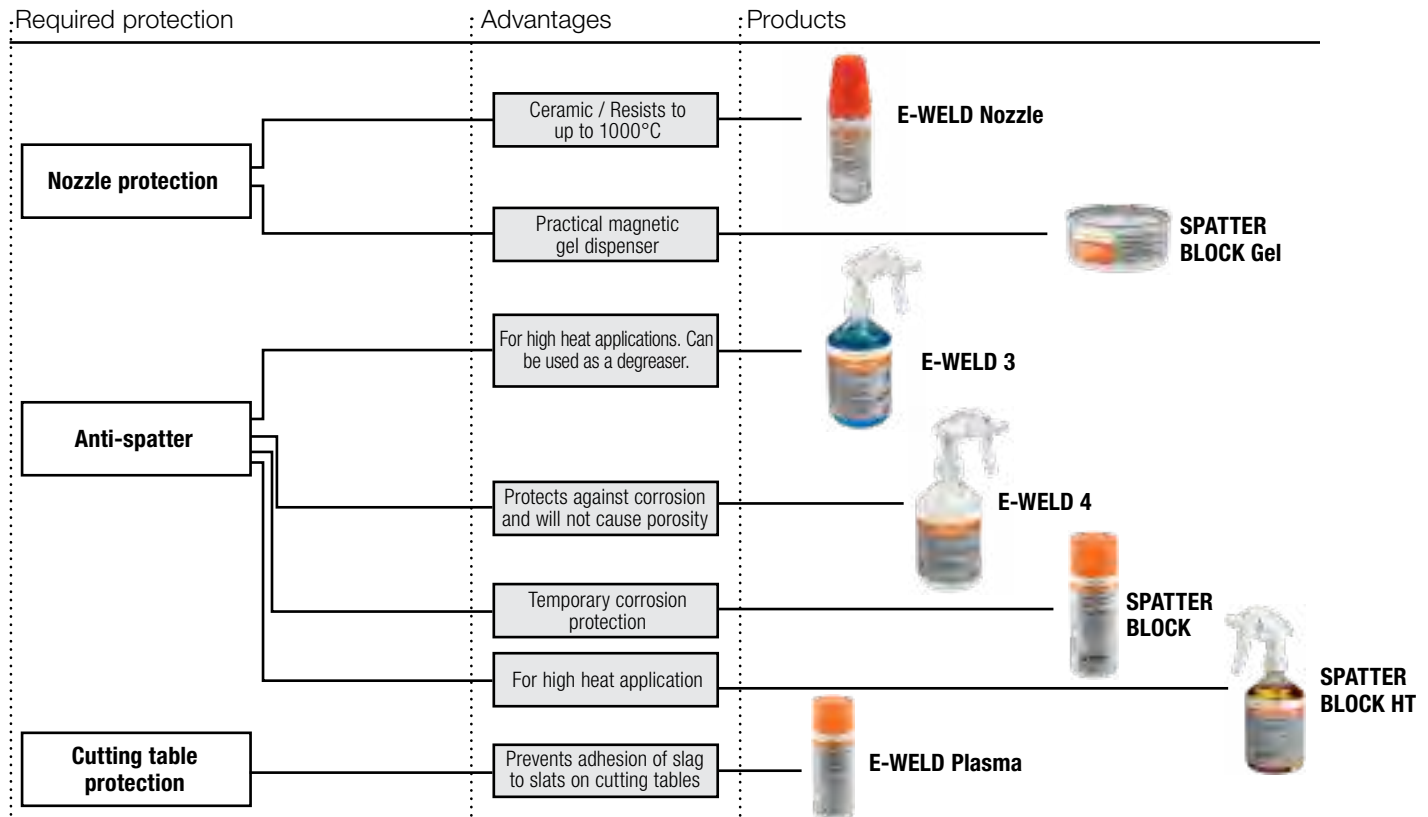 Required protection
Advantages
Products
Ceramic / Resists to
up to 1000°C
E-WELD Nozzle
Nozzle protection
Practical magnetic
gel dispenser
SPATTER
BLOCK Gel
For high heat applications. Can
be used as a degreaser.
E-WELD 3
Anti-spatter
Protects against corrosion
and will not cause porosity
E-WELD 4
Temporary corrosion
protection
SPATTER
BLOCK
For high heat application
SPATTER
BLOCK HT
Cutting table
protection
Prevents adhesion of slag
to slats on cutting tables
E-WELD Plasma